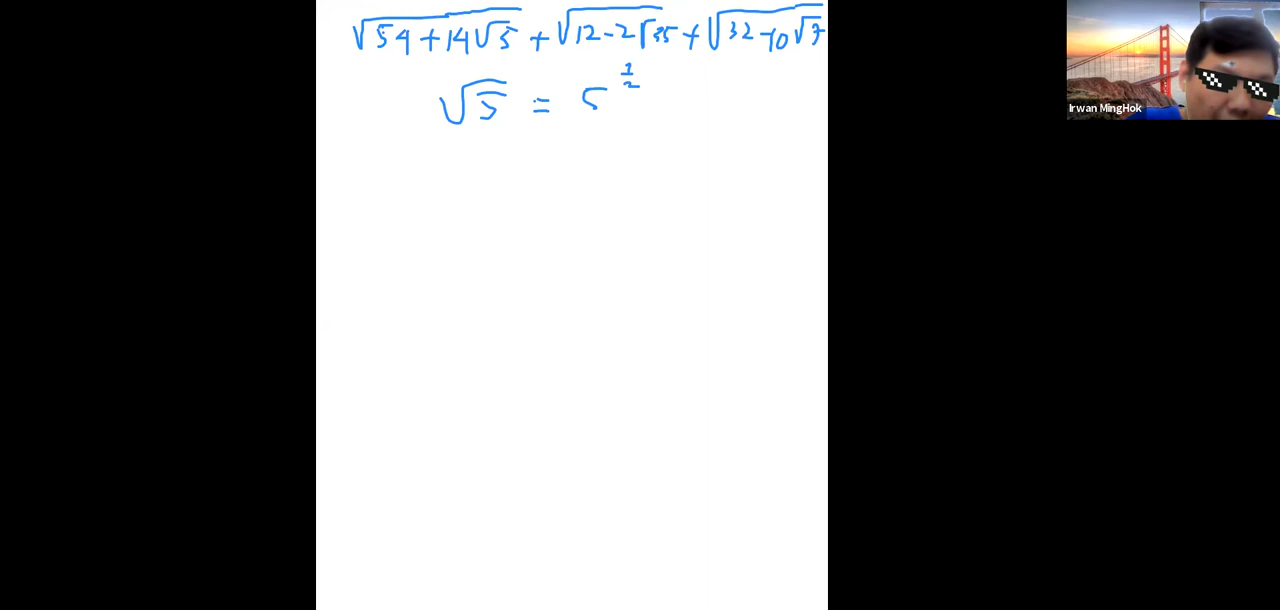 √(54+14√5) + √(12-2√35) + √(32-10√7)
√5 = 5^(1/2)
Irwan MingHok